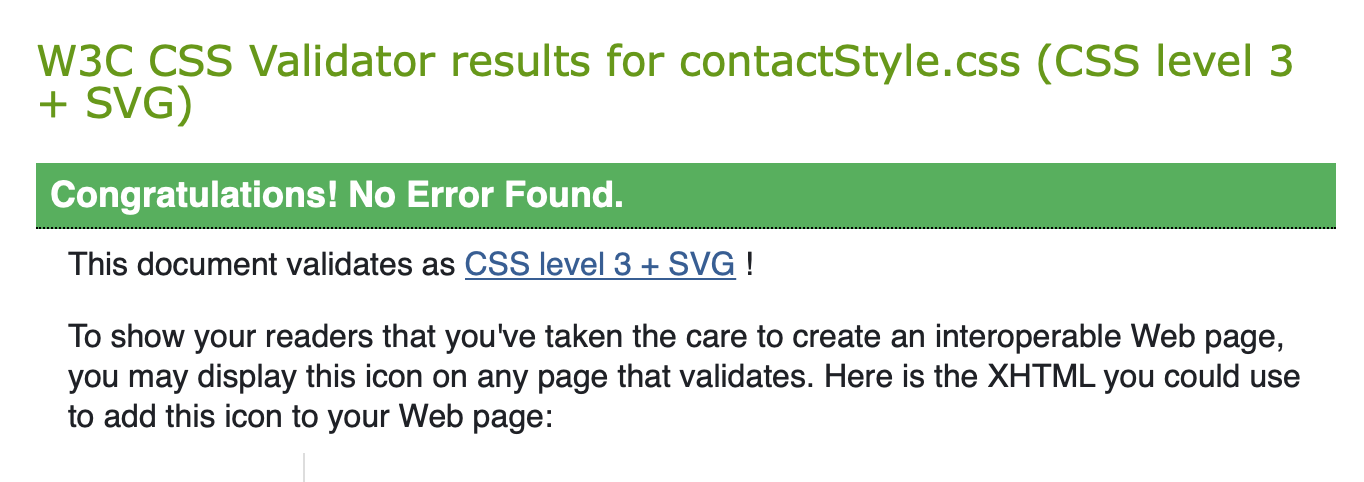 W3C CSS Validator results for contactStyle.css (CSS level 3
+ SVG)
Congratulations! No Error Found.
This document validates as CSS level 3 + SVG !
To show your readers that you've taken the care to create an interoperable Web page,
you may display this icon on any page that validates. Here is the XHTML you could use
to add this icon to your Web page: